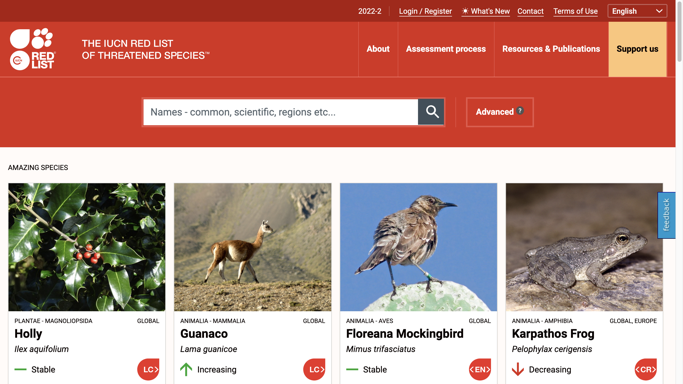 2022-2
Login / Register
What's New
Contact
Terms of Use
English
RED
LIST
THE IUCN RED LIST
OF THREATENED SPECIES™
About
Assessment process
Resources & Publications
Support us
Names - common, scientific, regions etc...
Advanced ?
AMAZING SPECIES
feedback
PLANTAE - MAGNOLIOPSIDA GLOBAL
Holly
Ilex aquifolium
Stable LC
ANIMALIA - MAMMALIA GLOBAL
Guanaco
Lama guanicoe
Increasing LC
ANIMALIA - AVES GLOBAL
Floreana Mockingbird
Mimus trifasciatus
Stable <EN>
ANIMALIA - AMPHIBIA GLOBAL, EUROPE
Karpathos Frog
Pelophylax cerigensis
Decreasing <CR>